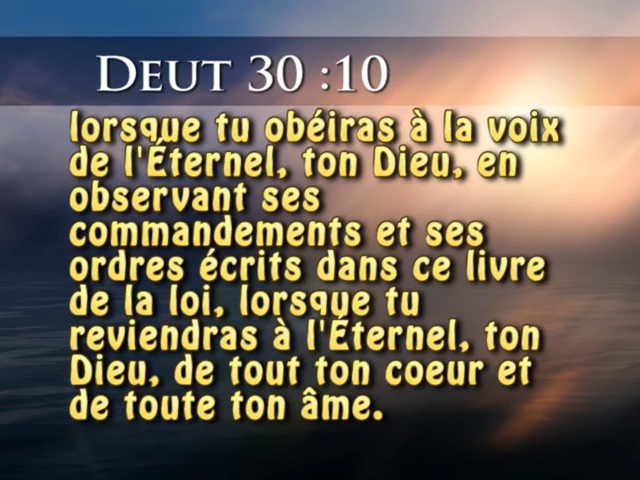 Deut 30 :10
lorsque tu obéiras à la voix
de l'Éternel, ton Dieu, en
observant ses
commandements et ses
ordres écrits dans ce livre
de la loi, lorsque tu
reviendras à l'Éternel, ton
Dieu, de tout ton coeur et
de toute ton âme.